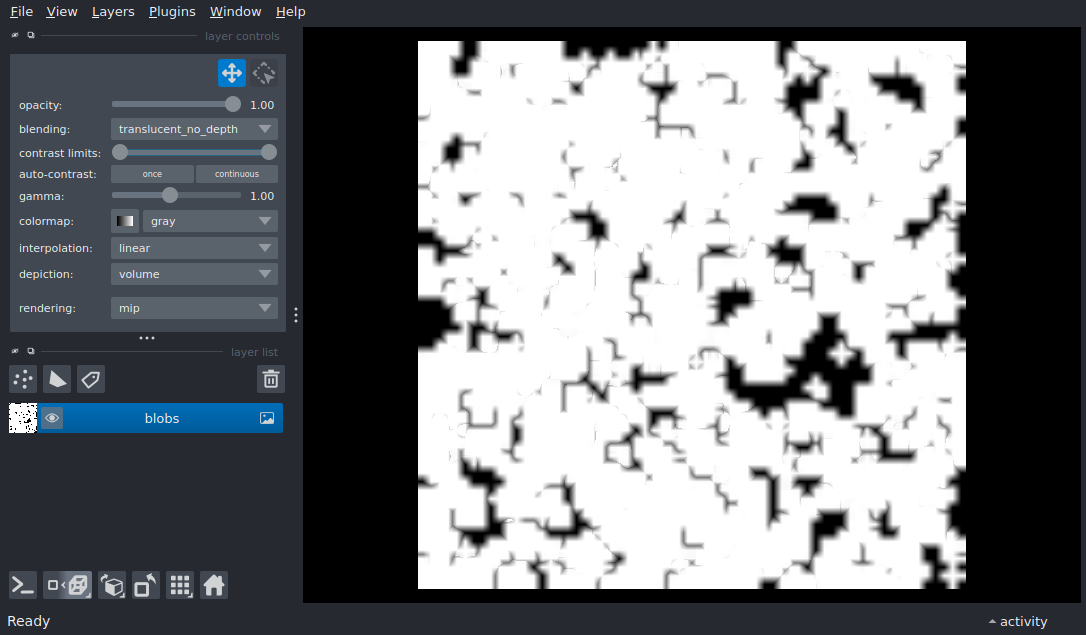 File View Layers Plugins Window Help
layer controls
opacity: 1.00
blending: translucent_no_depth
contrast limits:
auto-contrast: once continuous
gamma: 1.00
colormap: gray
interpolation: linear
depiction: volume
rendering: mip
layer list
blobs
Ready activity